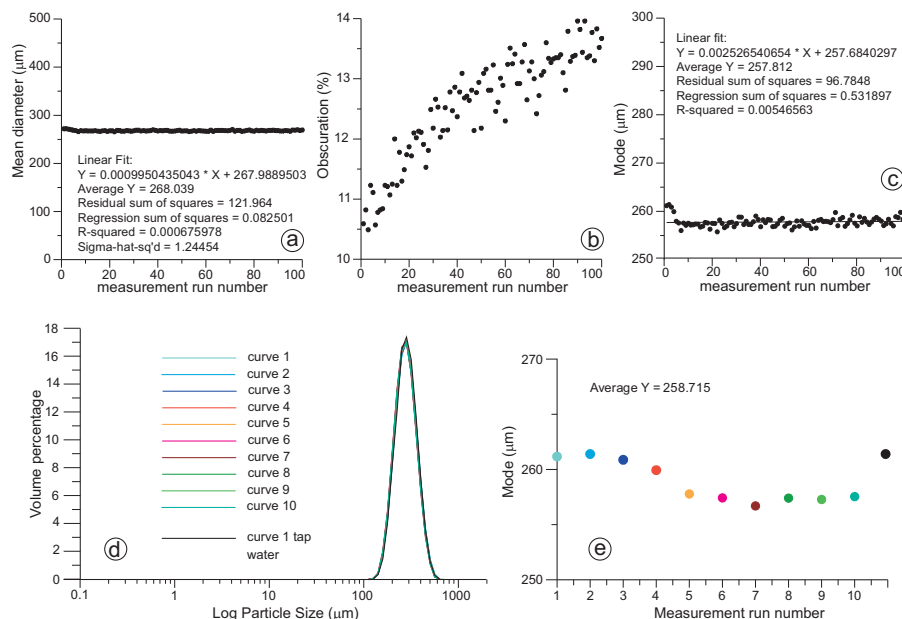 500
400
300
200
100
0
Mean diameter (μm)
Linear Fit:
Y = 0.0009950435043 * X + 267.9889503
Average Y = 268.039
Residual sum of squares = 121.964
Regression sum of squares = 0.082501
R-squared = 0.000675978
Sigma-hat-sq'd = 1.24454
a
0 20 40 60 80 100
measurement run number
14
13
12
11
10
Obscuration (%)
b
0 20 40 60 80 100
measurement run number
300
290
280
270
260
250
Mode (μm)
Linear fit:
Y = 0.002526540654 * X + 257.6840297
Average Y = 257.812
Residual sum of squares = 96.7848
Regression sum of squares = 0.531897
R-squared = 0.00546563
c
0 20 40 60 80 100
measurement run number
18
16
14
12
10
8
6
4
2
0
Volume percentage
curve 1
curve 2
curve 3
curve 4
curve 5
curve 6
curve 7
curve 8
curve 9
curve 10
curve 1 tap
water
d
0.1 1 10 100 1000
Log Particle Size (μm)
270
260
250
Mode (μm)
Average Y = 258.715
e
1 2 3 4 5 6 7 8 9 10
Measurement run number